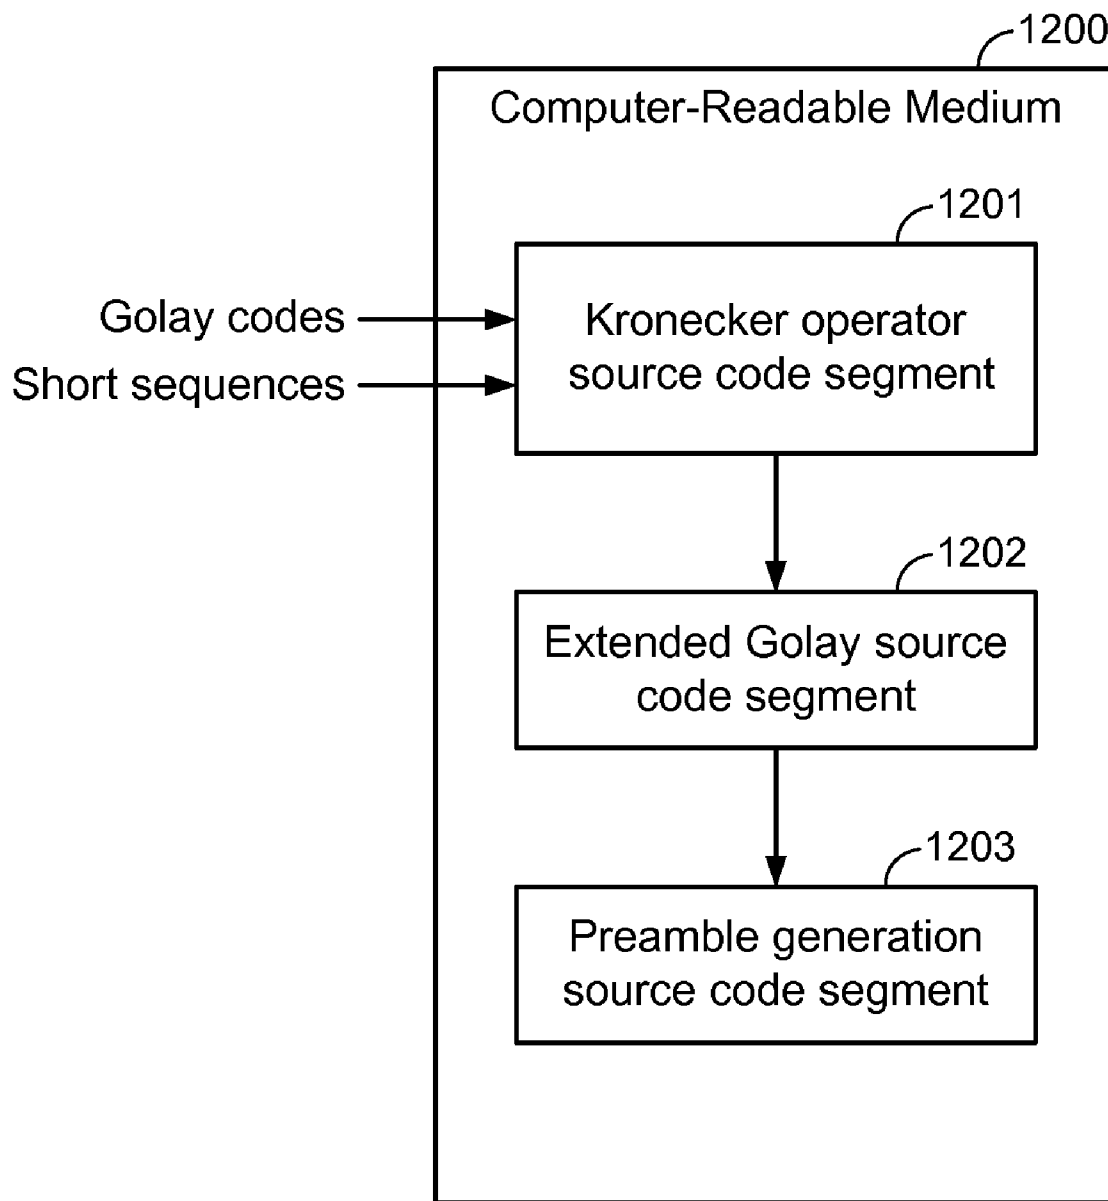 1200
Computer-Readable Medium
1201
Golay codes
Short sequences
Kronecker operator
source code segment
1202
Extended Golay source
code segment
1203
Preamble generation
source code segment